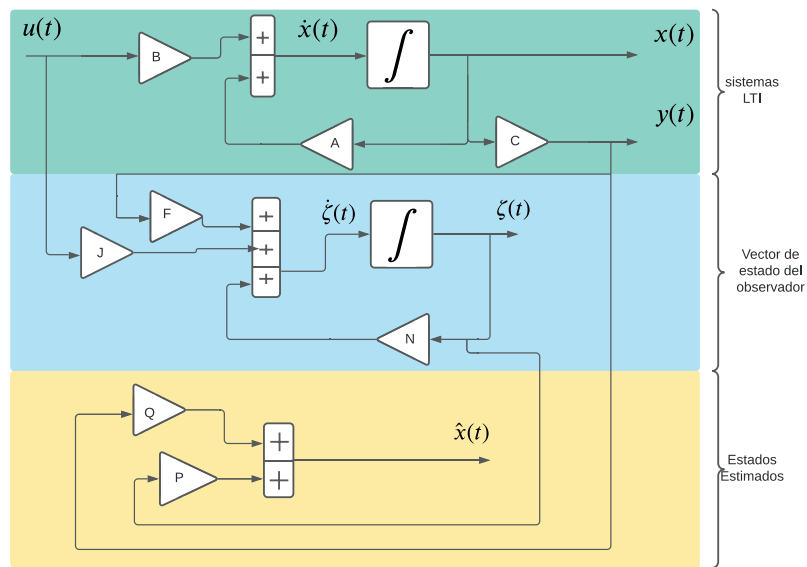 u(t)
B
+
+
ẋ(t)
∫
x(t)
A
C
y(t)
sistemas
LTI
F
J
+
+
+
ζ̇(t)
∫
ζ(t)
N
Vector de
estado del
observador
Q
P
+
+
x̂(t)
Estados
Estimados